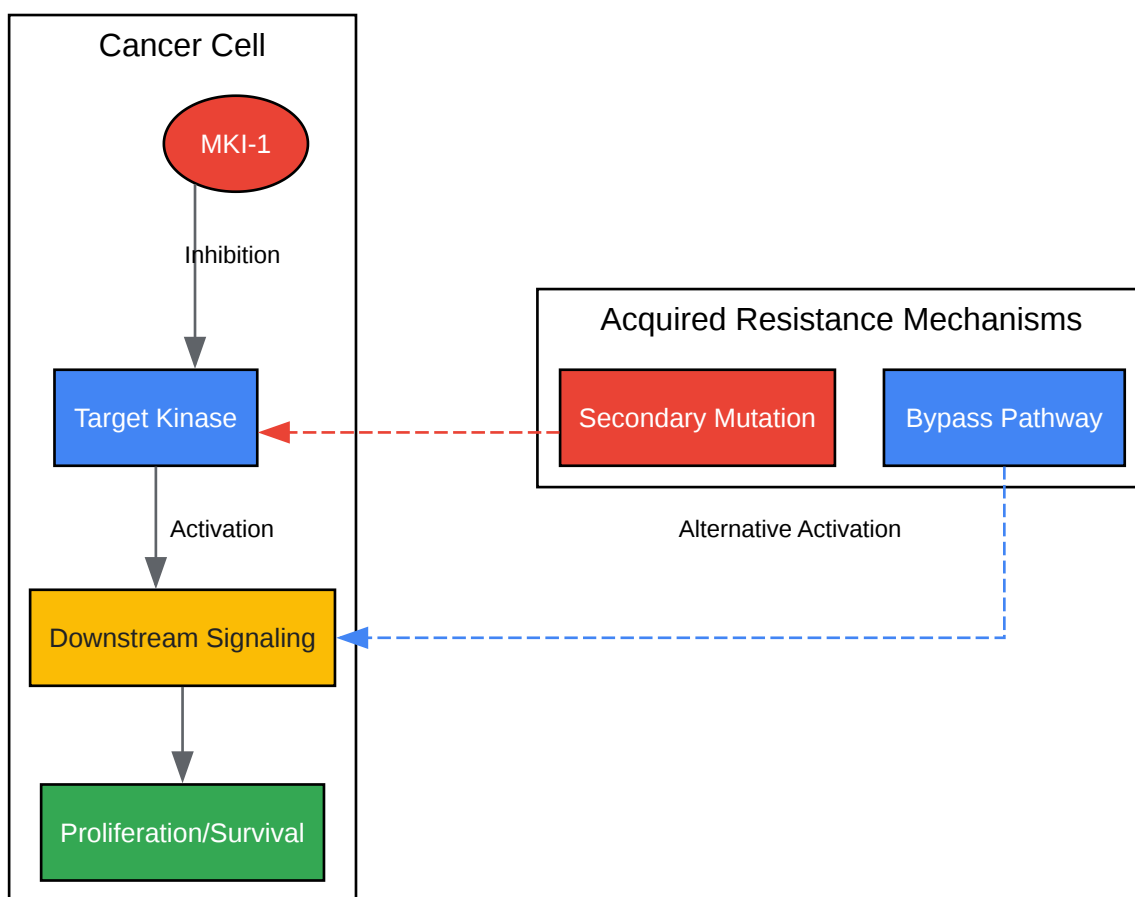 Cancer Cell
MKI-1
Inhibition
Acquired Resistance Mechanisms
Target Kinase
Secondary Mutation
Bypass Pathway
Activation
Alternative Activation
Downstream Signaling
Proliferation/Survival